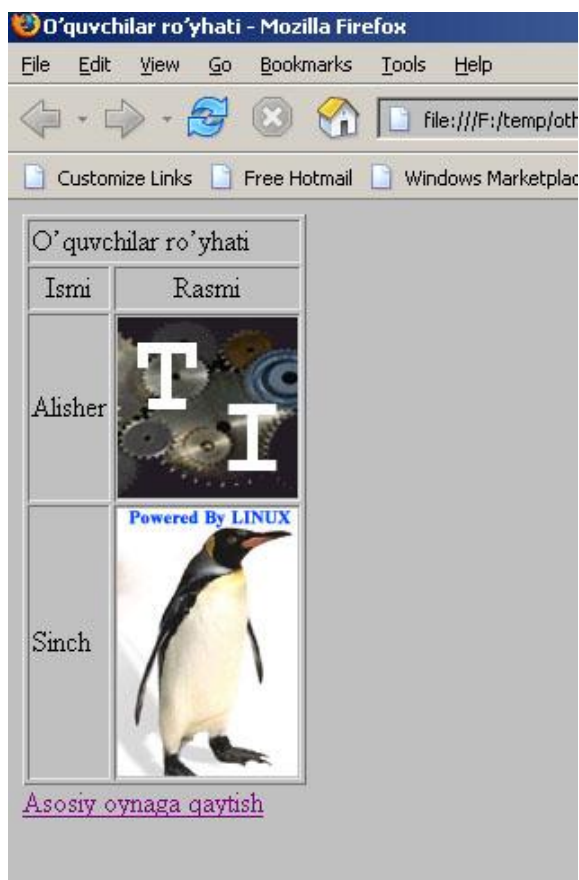 O'quvchilar ro'yhati - Mozilla Firefox
File Edit View Go Bookmarks Tools Help
file:///F:/temp/oth
Customize Links Free Hotmail Windows Marketplac
O'quvchilar ro'yhati
Ismi Rasmi
Alisher
T
I
Powered By LINUX
Sinch
Asosiy oynaga qaytish